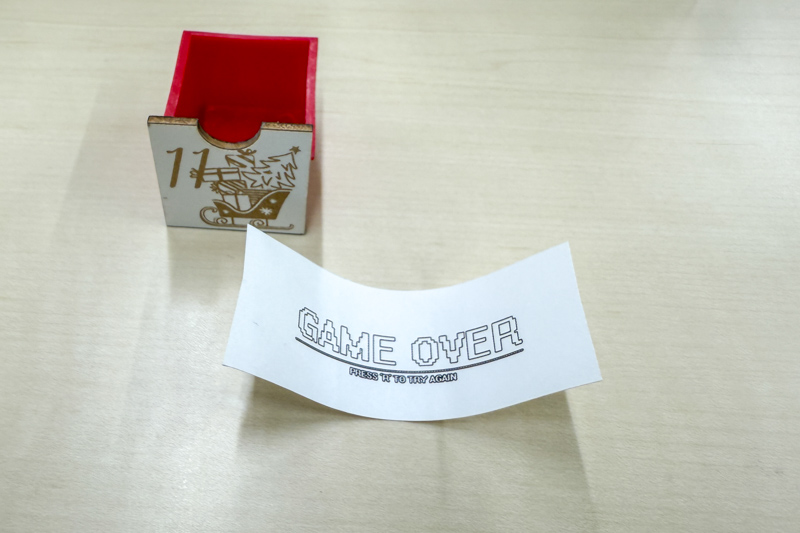 11
GAME OVER
PRESS 'R' TO TRY AGAIN